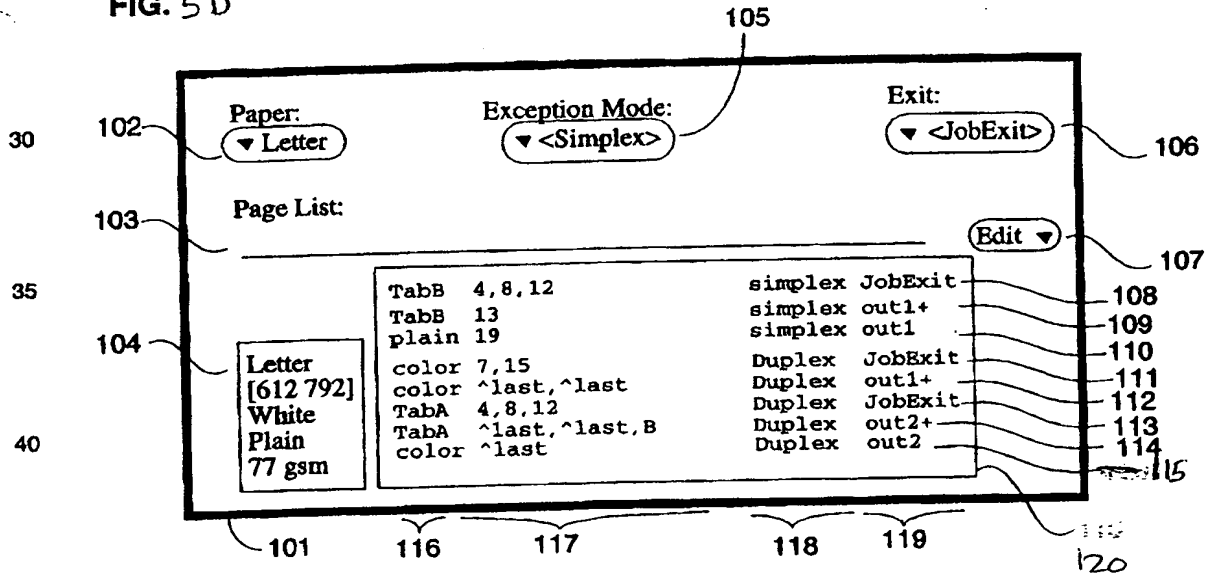 FIG. 5D
105
Paper: Exception Mode: Exit:
30 102 ▼ Letter ▼ <Simplex> ▼ <JobExit> 106
Page List:
103
Edit ▼ 107
35 TabB 4,8,12 simplex JobExit 108
TabB 13 simplex out1+ 109
plain 19 simplex out1 110
104 Letter color 7,15 Duplex JobExit 111
[612 792] color ^last,^last Duplex out1+ 112
White TabA 4,8,12 Duplex JobExit 113
40 Plain TabA ^last,^last,B Duplex out2+ 114
77 gsm color ^last Duplex out2 115
101 116 117 118 119
120